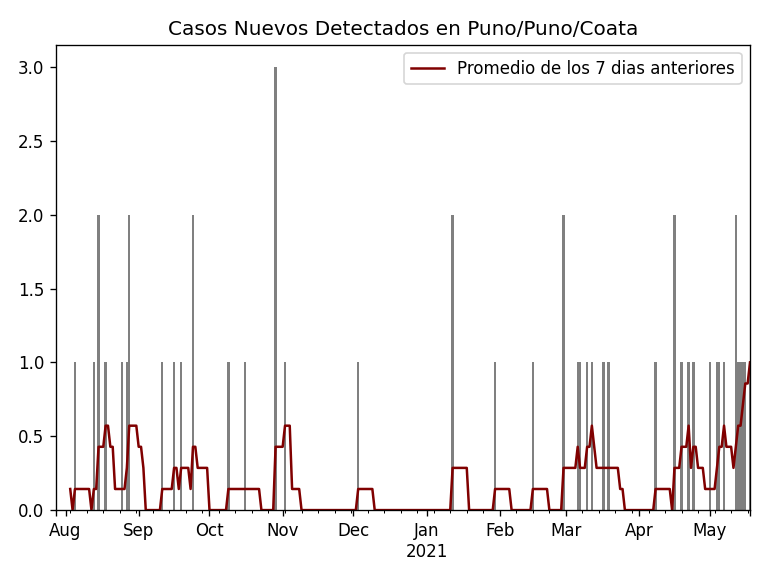 Casos Nuevos Detectados en Puno/Puno/Coata
Promedio de los 7 dias anteriores
3.0
2.5
2.0
1.5
1.0
0.5
0.0
Aug Sep Oct Nov Dec Jan Feb Mar Apr May
2021